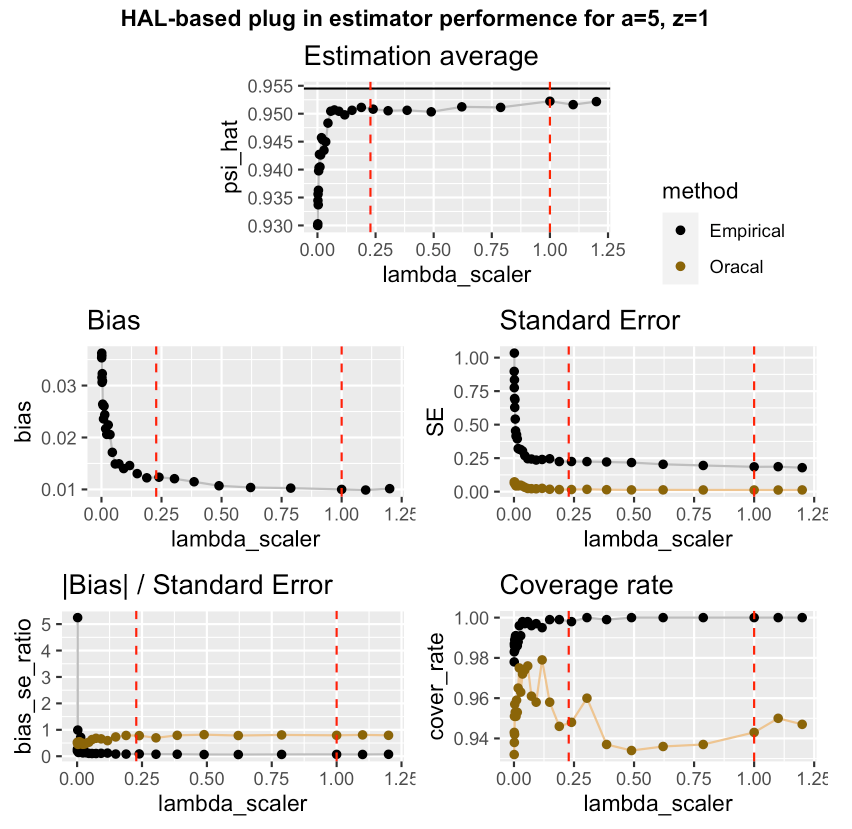 HAL-based plug in estimator performence for a=5, z=1
Estimation average
psi_hat
0.955
0.950
0.945
0.940
0.935
0.930
0.00 0.25 0.50 0.75 1.00 1.25
lambda_scaler
method
Empirical
Oracal
Bias
bias
0.03
0.02
0.01
0.00 0.25 0.50 0.75 1.00 1.25
lambda_scaler
Standard Error
SE
1.00
0.75
0.50
0.25
0.00
0.00 0.25 0.50 0.75 1.00 1.25
lambda_scaler
|Bias| / Standard Error
bias_se_ratio
5
4
3
2
1
0
0.00 0.25 0.50 0.75 1.00 1.25
lambda_scaler
Coverage rate
cover_rate
1.00
0.98
0.96
0.94
0.00 0.25 0.50 0.75 1.00 1.25
lambda_scaler